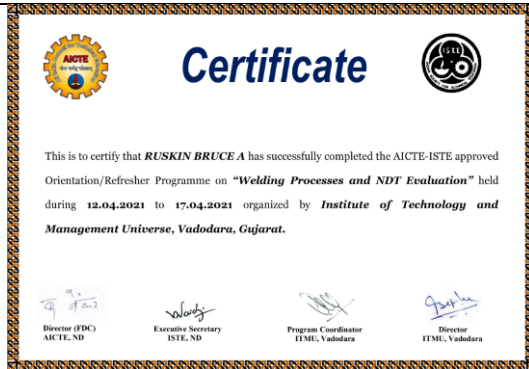 AICTE
ISTE
Certificate
This is to certify that RUSKIN BRUCE A has successfully completed the AICTE-ISTE approved
Orientation/Refresher Programme on “Welding Processes and NDT Evaluation” held
during 12.04.2021 to 17.04.2021 organized by Institute of Technology and
Management Universe, Vadodara, Gujarat.
Director (FDC)
AICTE, ND
Executive Secretary
ISTE, ND
Program Coordinator
ITMU, Vadodara
Director
ITMU, Vadodara